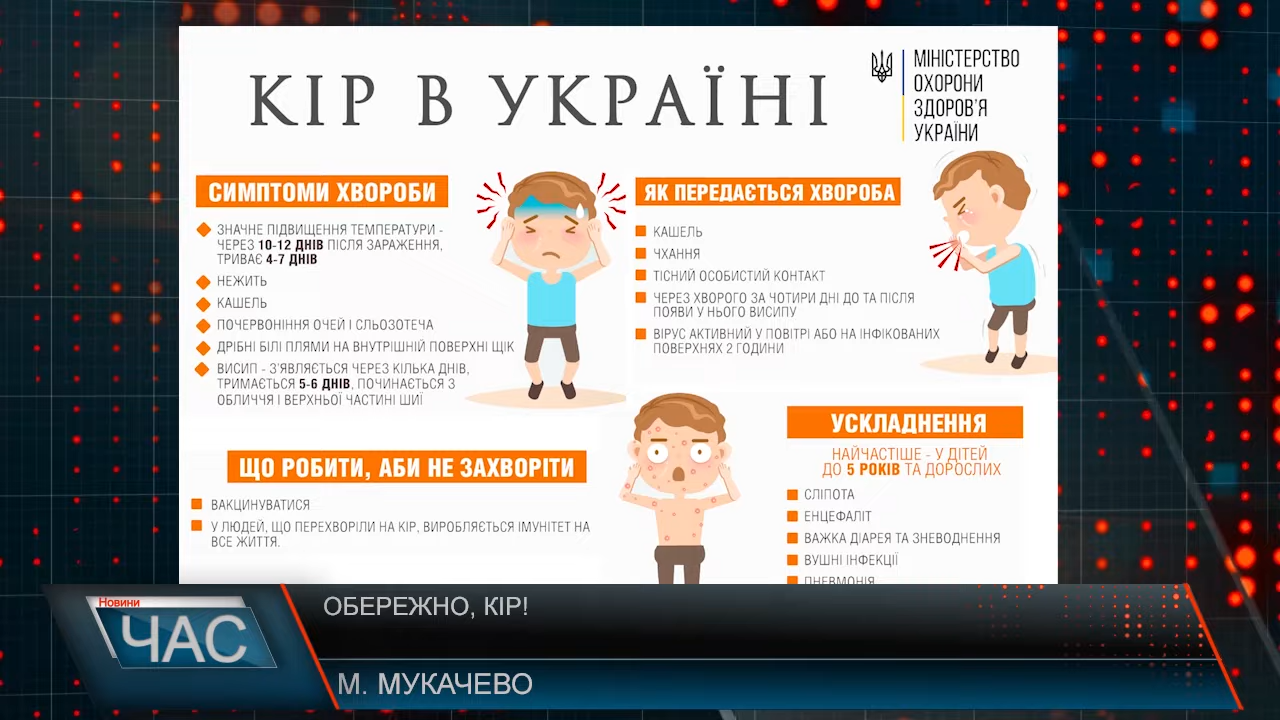 КІР В УКРАЇНІ
МІНІСТЕРСТВО
ОХОРОНИ
ЗДОРОВ'Я
УКРАЇНИ
СИМПТОМИ ХВОРОБИ
ЗНАЧНЕ ПІДВИЩЕННЯ ТЕМПЕРАТУРИ -
ЧЕРЕЗ 10-12 ДНІВ ПІСЛЯ ЗАРАЖЕННЯ,
ТРИВАЄ 4-7 ДНІВ
НЕЖИТЬ
КАШЕЛЬ
ПОЧЕРВОНІННЯ ОЧЕЙ І СЛЬОЗОТЕЧА
ДРІБНІ БІЛІ ПЛЯМИ НА ВНУТРІШНІЙ ПОВЕРХНІ ЩІК
ВИСИП - З'ЯВЛЯЄТЬСЯ ЧЕРЕЗ КІЛЬКА ДНІВ,
ТРИМАЄТЬСЯ 5-6 ДНІВ, ПОЧИНАЄТЬСЯ З
ОБЛИЧЧЯ І ВЕРХНЬОЇ ЧАСТИНІ ШИЇ
ЯК ПЕРЕДАЄТЬСЯ ХВОРОБА
КАШЕЛЬ
ЧХАННЯ
ТІСНИЙ ОСОБИСТИЙ КОНТАКТ
ЧЕРЕЗ ХВОРОГО ЗА ЧОТИРИ ДНІ ДО ТА ПІСЛЯ
ПОЯВИ У НЬОГО ВИСИПУ
ВІРУС АКТИВНИЙ У ПОВІТРІ АБО НА ІНФІКОВАНИХ
ПОВЕРХНЯХ 2 ГОДИНИ
ЩО РОБИТИ, АБИ НЕ ЗАХВОРІТИ
ВАКЦИНУВАТИСЯ
У ЛЮДЕЙ, ЩО ПЕРЕХВОРІЛИ НА КІР, ВИРОБЛЯЄТЬСЯ ІМУНІТЕТ НА
ВСЕ ЖИТТЯ.
УСКЛАДНЕННЯ
НАЙЧАСТІШЕ - У ДІТЕЙ
ДО 5 РОКІВ ТА ДОРОСЛИХ
СЛІПОТА
ЕНЦЕФАЛІТ
ВАЖКА ДІАРЕЯ ТА ЗНЕВОДНЕННЯ
ВУШНІ ІНФЕКЦІЇ
ПНЕВМОНІЯ
Новини
ЧАС
ОБЕРЕЖНО, КІР!
М. МУКАЧЕВО